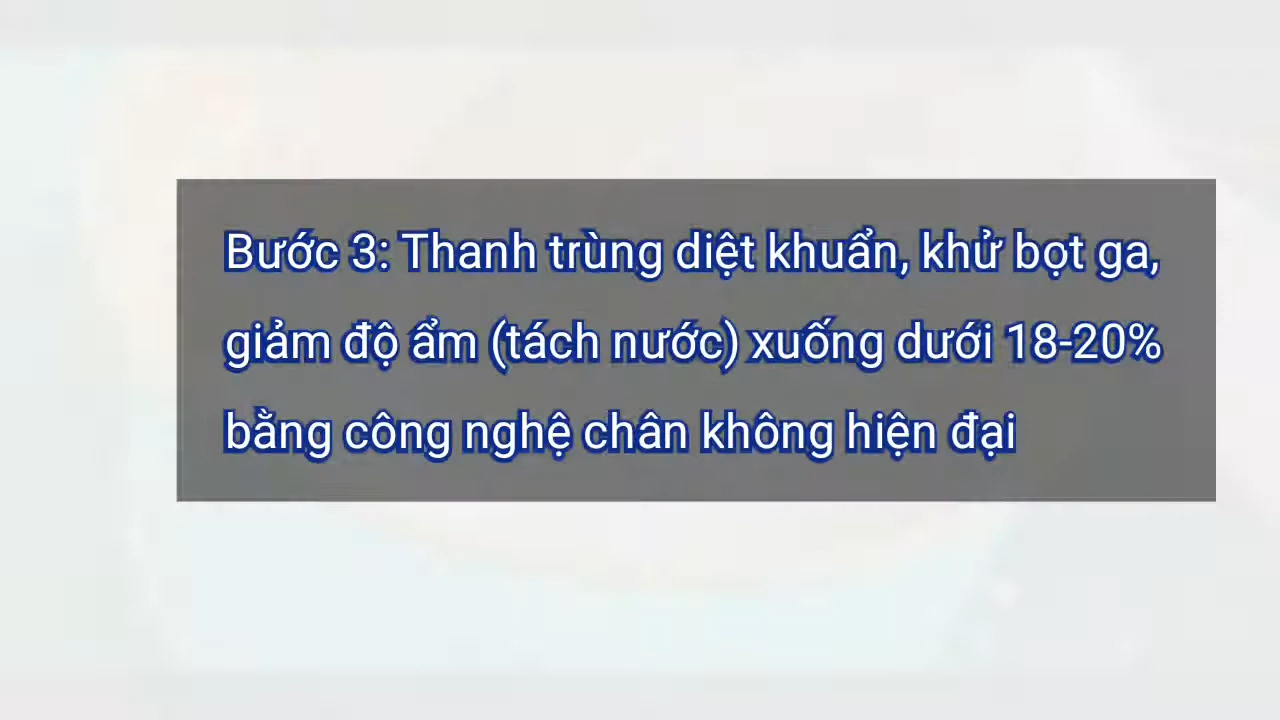 Bước 3: Thanh trùng diệt khuẩn, khử bọt ga,
giảm độ ẩm (tách nước) xuống dưới 18-20%
bằng công nghệ chân không hiện đại